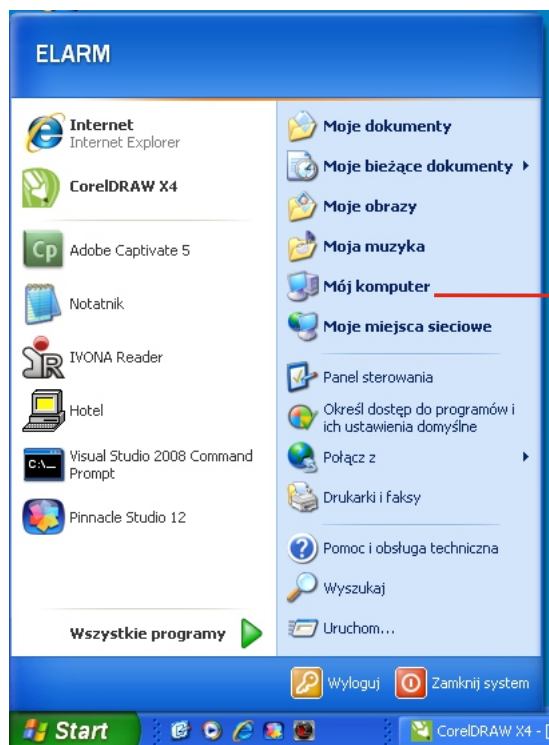 ELARM
Internet
Internet Explorer
CorelDRAW X4
Cp
Adobe Captivate 5
Notatnik
IR
IVONA Reader
Hotel
C:\_
Visual Studio 2008 Command
Prompt
Pinnacle Studio 12
Wszystkie programy
Moje dokumenty
Moje bieżące dokumenty
Moje obrazy
Moja muzyka
Mój komputer
Moje miejsca sieciowe
Panel sterowania
Określ dostęp do programów i
ich ustawienia domyślne
Połącz z
Drukarki i faksy
Pomoc i obsługa techniczna
Wyszukaj
Uruchom...
Wyloguj
Zamknij system
Start
CorelDRAW X4 - [